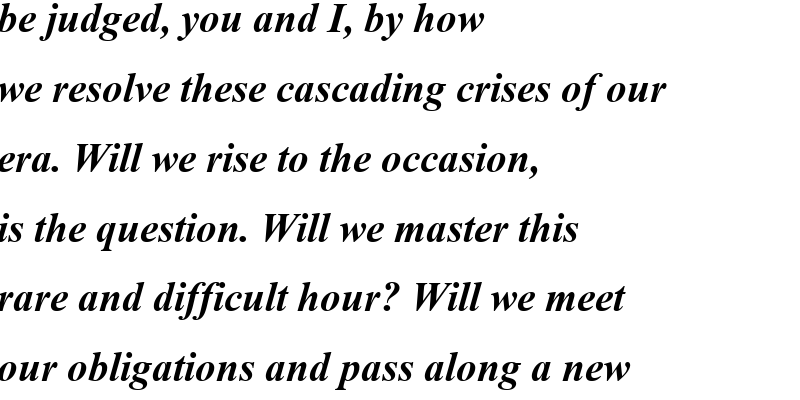 be judged, you and I, by how
we resolve these cascading crises of our
era. Will we rise to the occasion,
is the question. Will we master this
rare and difficult hour? Will we meet
our obligations and pass along a new